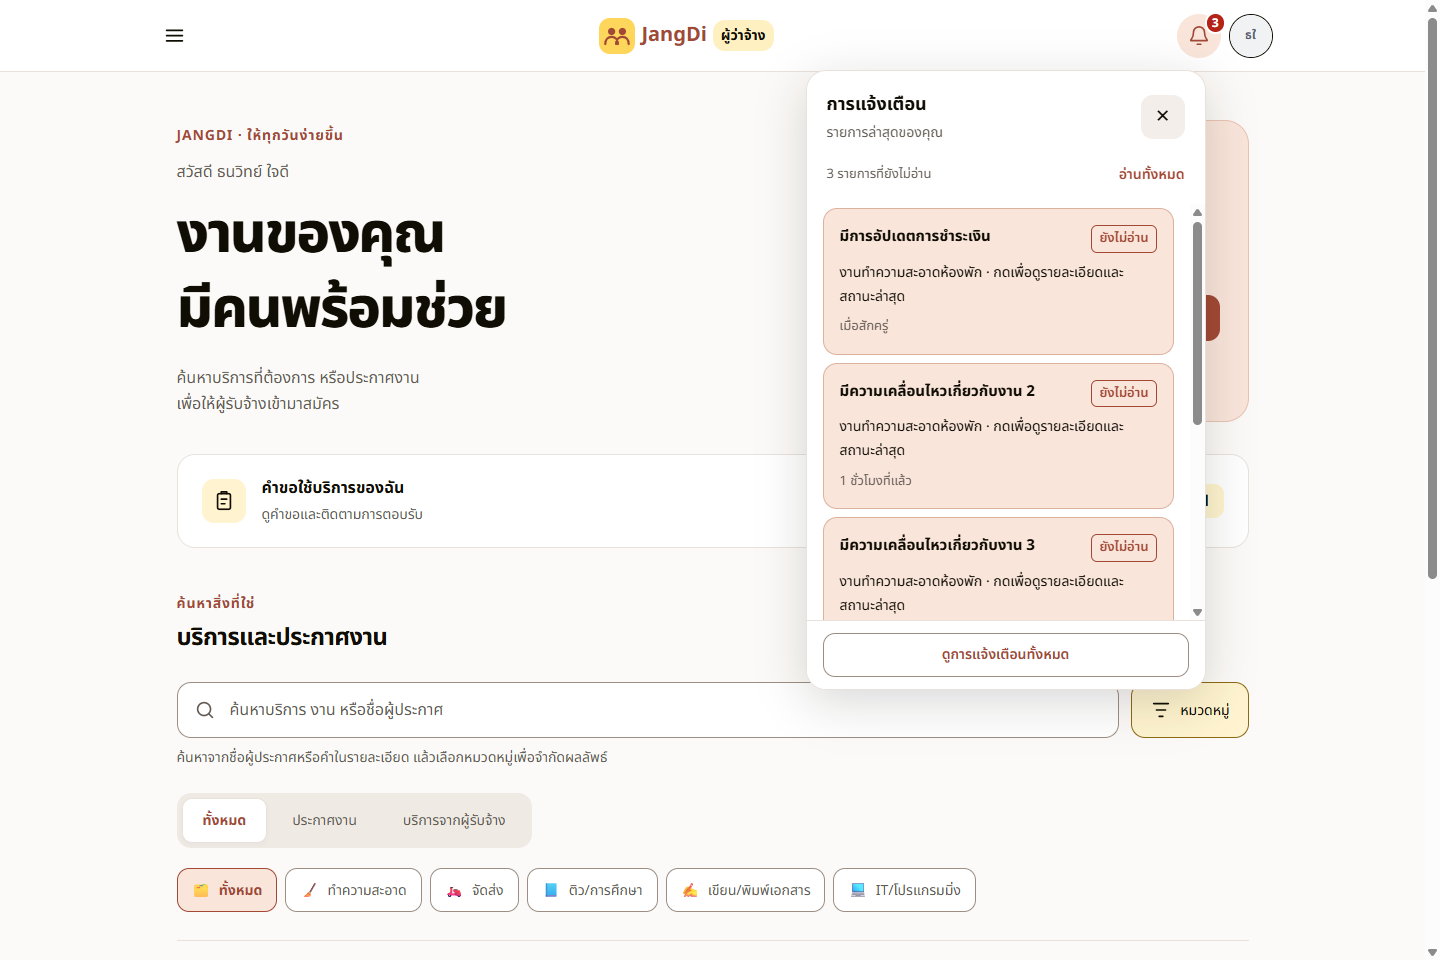 JangDi ผู้ว่าจ้าง
3
ธใ
JANGDI · ให้ทุกวันง่ายขึ้น
สวัสดี ธนวิทย์ ใจดี
งานของคุณ
มีคนพร้อมช่วย
ค้นหาบริการที่ต้องการ หรือประกาศงาน
เพื่อให้ผู้รับจ้างเข้ามาสมัคร
การแจ้งเตือน
รายการล่าสุดของคุณ
3 รายการที่ยังไม่อ่าน
อ่านทั้งหมด
มีการอัปเดตการชำระเงิน
ยังไม่อ่าน
งานทำความสะอาดห้องพัก · กดเพื่อดูรายละเอียดและ
สถานะล่าสุด
เมื่อสักครู่
มีความเคลื่อนไหวเกี่ยวกับงาน 2
ยังไม่อ่าน
งานทำความสะอาดห้องพัก · กดเพื่อดูรายละเอียดและ
สถานะล่าสุด
1 ชั่วโมงที่แล้ว
มีความเคลื่อนไหวเกี่ยวกับงาน 3
ยังไม่อ่าน
งานทำความสะอาดห้องพัก · กดเพื่อดูรายละเอียดและ
สถานะล่าสุด
ดูการแจ้งเตือนทั้งหมด
คำขอใช้บริการของฉัน
ดูคำขอและติดตามการตอบรับ
ค้นหาสิ่งที่ใช่
บริการและประกาศงาน
ค้นหาบริการ งาน หรือชื่อผู้ประกาศ
หมวดหมู่
ค้นหาจากชื่อผู้ประกาศหรือคำในรายละเอียด แล้วเลือกหมวดหมู่เพื่อจำกัดผลลัพธ์
ทั้งหมด
ประกาศงาน
บริการจากผู้รับจ้าง
ทั้งหมด
ทำความสะอาด
จัดส่ง
ติว/การศึกษา
เขียน/พิมพ์เอกสาร
IT/โปรแกรมมิ่ง